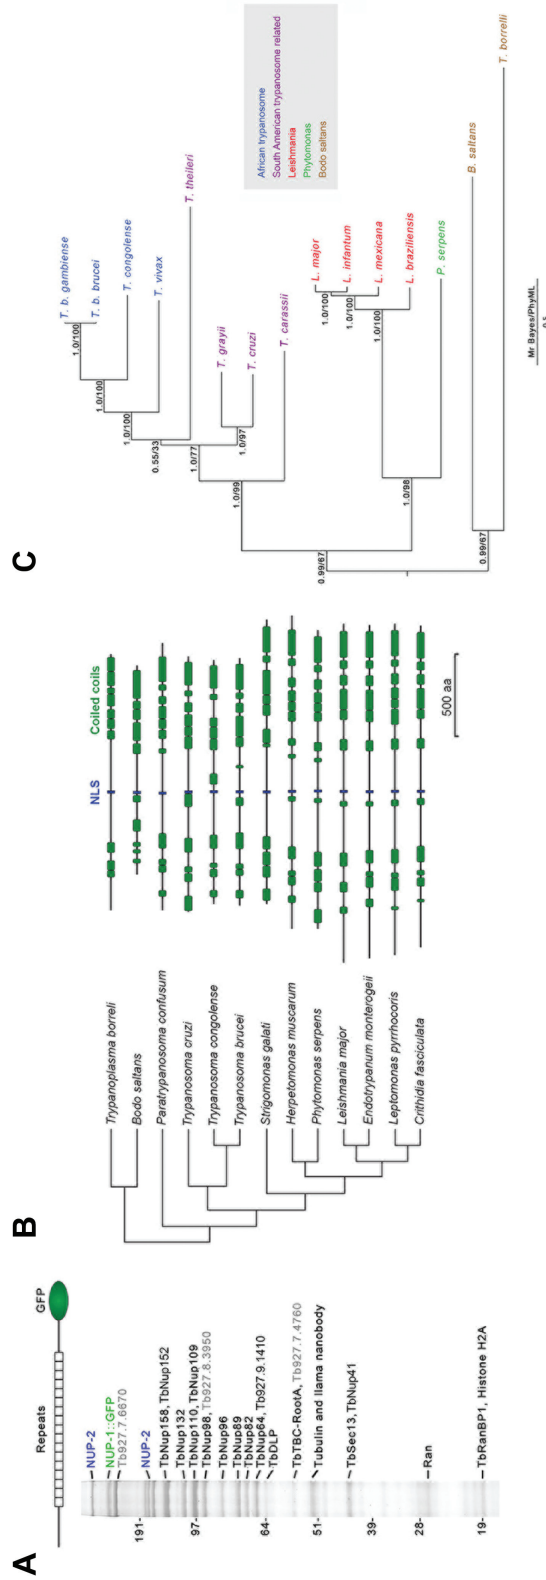 A
Repeats
GFP
NUP-2
NUP-1::GFP
Tb927.7.6670
NUP-2
TbNup158, TbNup152
TbNup132
TbNup110, TbNup109
TbNup98, Tb927.8.3950
TbNup96
TbNup89
TbNup82
TbNup64, Tb927.9.1410
TbDLP
TbTBC-RootA, Tb927.7.4760
Tubulin and llama nanobody
TbSec13, TbNup41
Ran
TbRanBP1, Histone H2A
191-
97-
64-
51-
39-
28-
19-
B
NLS
Coiled coils
Trypanoplasma borreli
Bodo saltans
Paratrypanosoma confusum
Trypanosoma cruzi
Trypanosoma congolense
Trypanosoma brucei
Strigomonas galati
Herpetomonas muscarum
Phytomonas serpens
Leishmania major
Endotrypanum monterogeii
Leptomonas pyrrhocoris
Crithidia fasciculata
500 aa
C
T. b. gambiense
T. b. brucei
T. congolense
T. vivax
T. theileri
T. grayii
T. cruzi
T. carassii
L. major
L. infantum
L. mexicana
L. braziliensis
P. serpens
B. saltans
T. borrelli
1.0/100
1.0/100
1.0/100
0.55/33
1.0/77
1.0/97
1.0/99
1.0/100
1.0/100
1.0/100
1.0/98
0.99/67
0.99/67
African trypanosome
South American trypanosome related
Leishmania
Phytomonas
Bodo saltans
Mr Bayes/PhyML
0.5